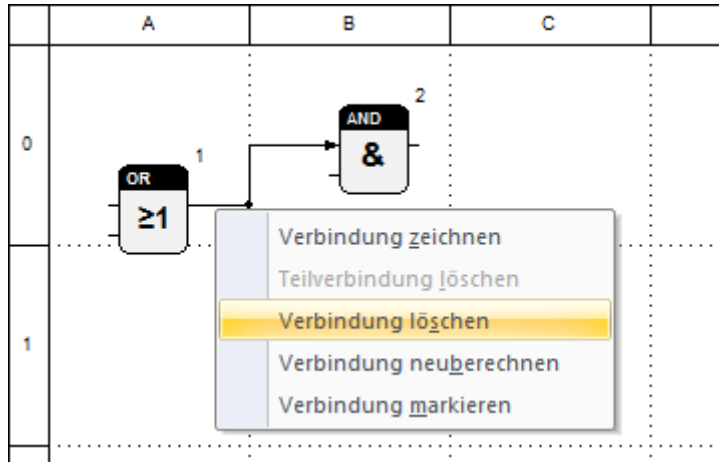 A B C
0
1
OR
≥1
2
AND
&
Verbindung zeichnen
Teilverbindung löschen
Verbindung löschen
Verbindung neuberechnen
Verbindung markieren
1